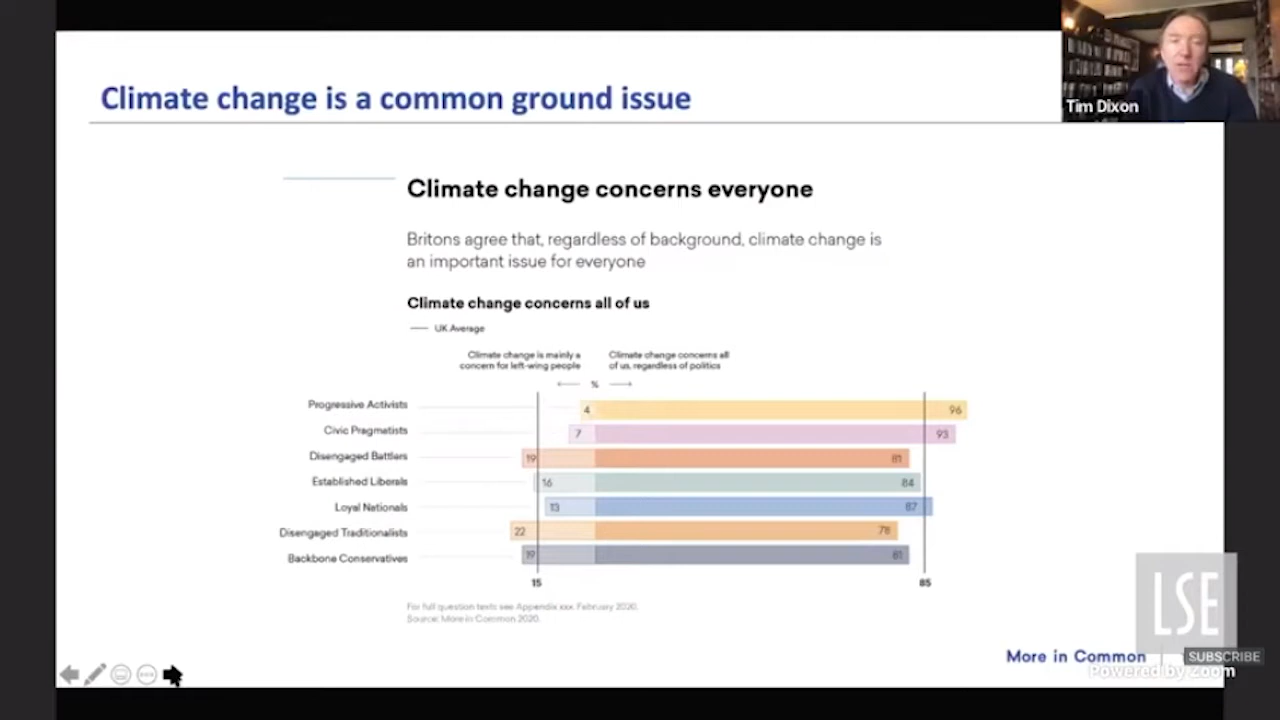 Climate change is a common ground issue
Tim Dixon
Climate change concerns everyone
Britons agree that, regardless of background, climate change is
an important issue for everyone
Climate change concerns all of us
UK Average
Climate change is mainly a
concern for left-wing people
Climate change concerns all
of us, regardless of politics
%
Progressive Activists 4 96
Civic Pragmatists 7 93
Disengaged Battlers 19 81
Established Liberals 16 84
Loyal Nationals 13 87
Disengaged Traditionalists 22 78
Backbone Conservatives 19 81
15 85
For full question texts see Appendix xxx. February 2020.
Source: More in Common 2020.
LSE
More in Common
SUBSCRIBE
Powered by Zoom